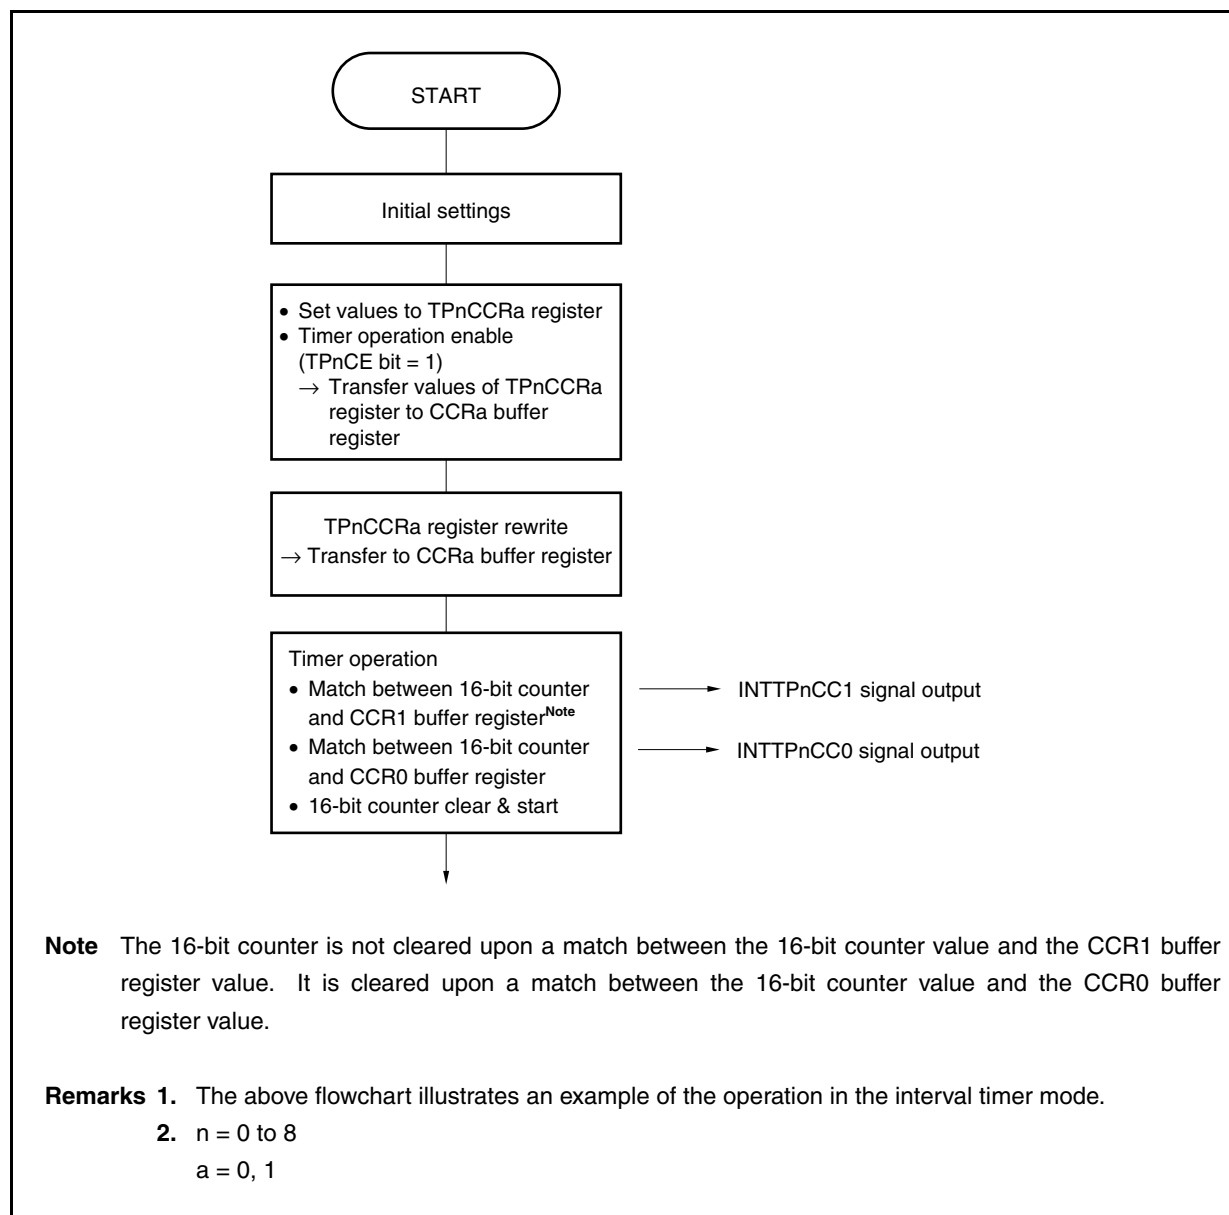 START
Initial settings
• Set values to TPnCCRa register
• Timer operation enable
(TPnCE bit = 1)
→ Transfer values of TPnCCRa
register to CCRa buffer
register
TPnCCRa register rewrite
→ Transfer to CCRa buffer register
Timer operation
• Match between 16-bit counter
and CCR1 buffer registerNote
• Match between 16-bit counter
and CCR0 buffer register
• 16-bit counter clear & start
INTTPnCC1 signal output
INTTPnCC0 signal output
Note The 16-bit counter is not cleared upon a match between the 16-bit counter value and the CCR1 buffer
register value. It is cleared upon a match between the 16-bit counter value and the CCR0 buffer
register value.
Remarks 1. The above flowchart illustrates an example of the operation in the interval timer mode.
2. n = 0 to 8
a = 0, 1